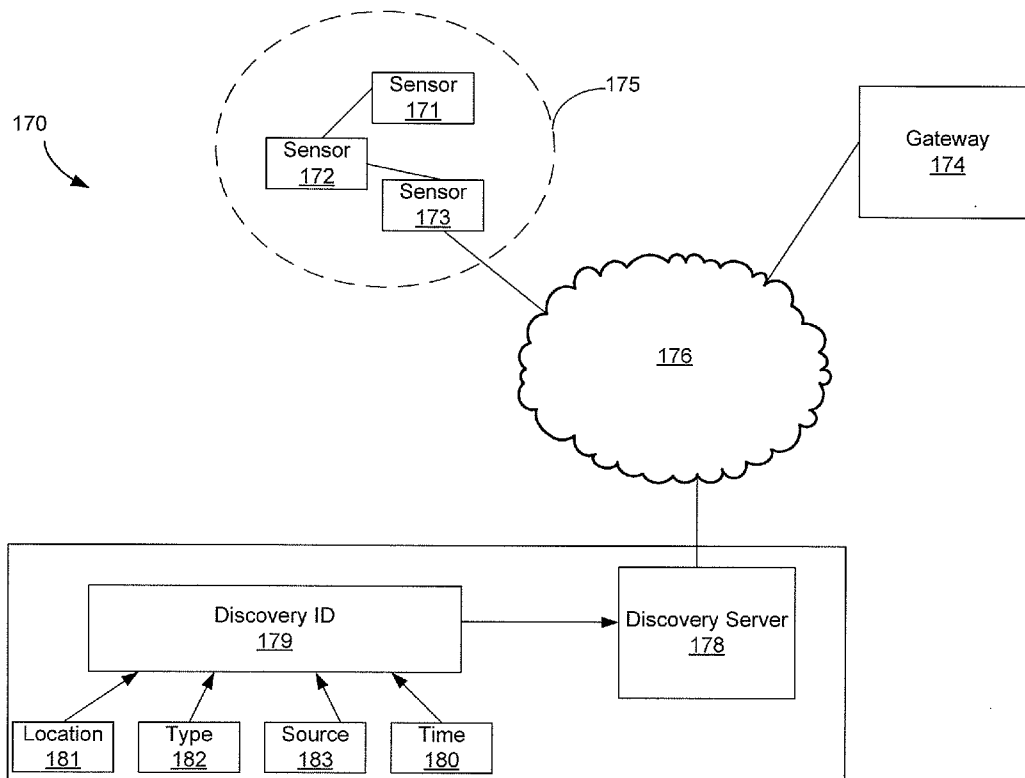 Sensor
171
175
170
Sensor
172
Sensor
173
Gateway
174
176
Discovery ID
179
Discovery Server
178
Location
181
Type
182
Source
183
Time
180